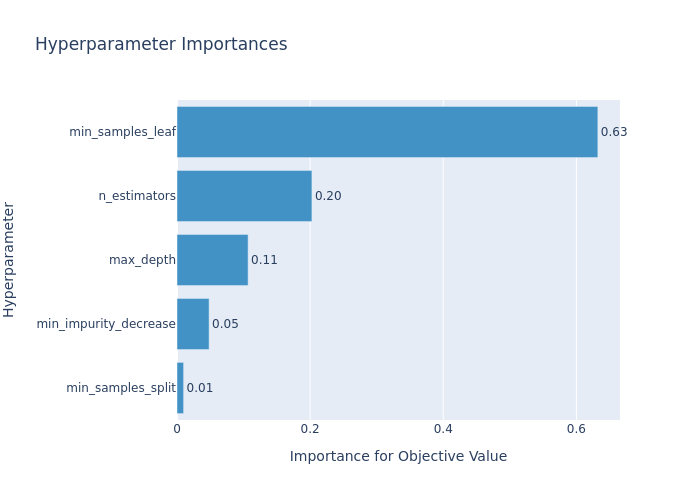 Hyperparameter Importances
Hyperparameter
min_samples_leaf 0.63
n_estimators 0.20
max_depth 0.11
min_impurity_decrease 0.05
min_samples_split 0.01
0 0.2 0.4 0.6
Importance for Objective Value